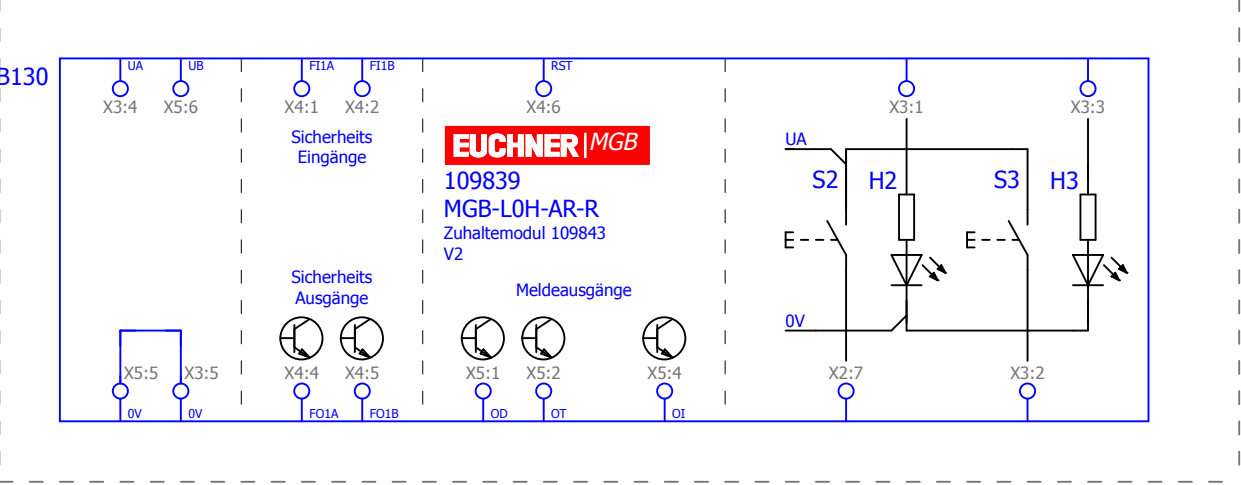 B130
UA
UB
FI1A
FI1B
RST
X3:4
X5:6
X4:1
X4:2
X4:6
X3:1
X3:3
Sicherheits
Eingänge
EUCHNER|MGB
109839
MGB-L0H-AR-R
Zuhaltemodul 109843
V2
UA
S2
H2
S3
H3
Sicherheits
Ausgänge
Meldeausgänge
0V
X5:5
X3:5
X4:4
X4:5
X5:1
X5:2
X5:4
X2:7
X3:2
0V
0V
FO1A
FO1B
OD
OT
OI